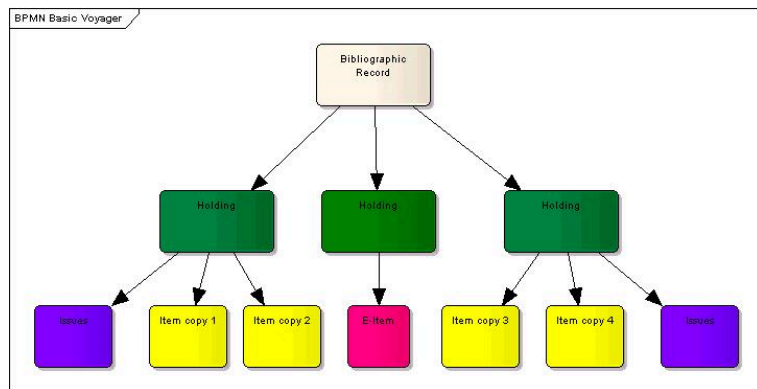 BPMN Basic Voyager
Bibliographic
Record
Holding
Holding
Holding
Issues
Item copy 1
Item copy 2
E-Item
Item copy 3
Item copy 4
Issues